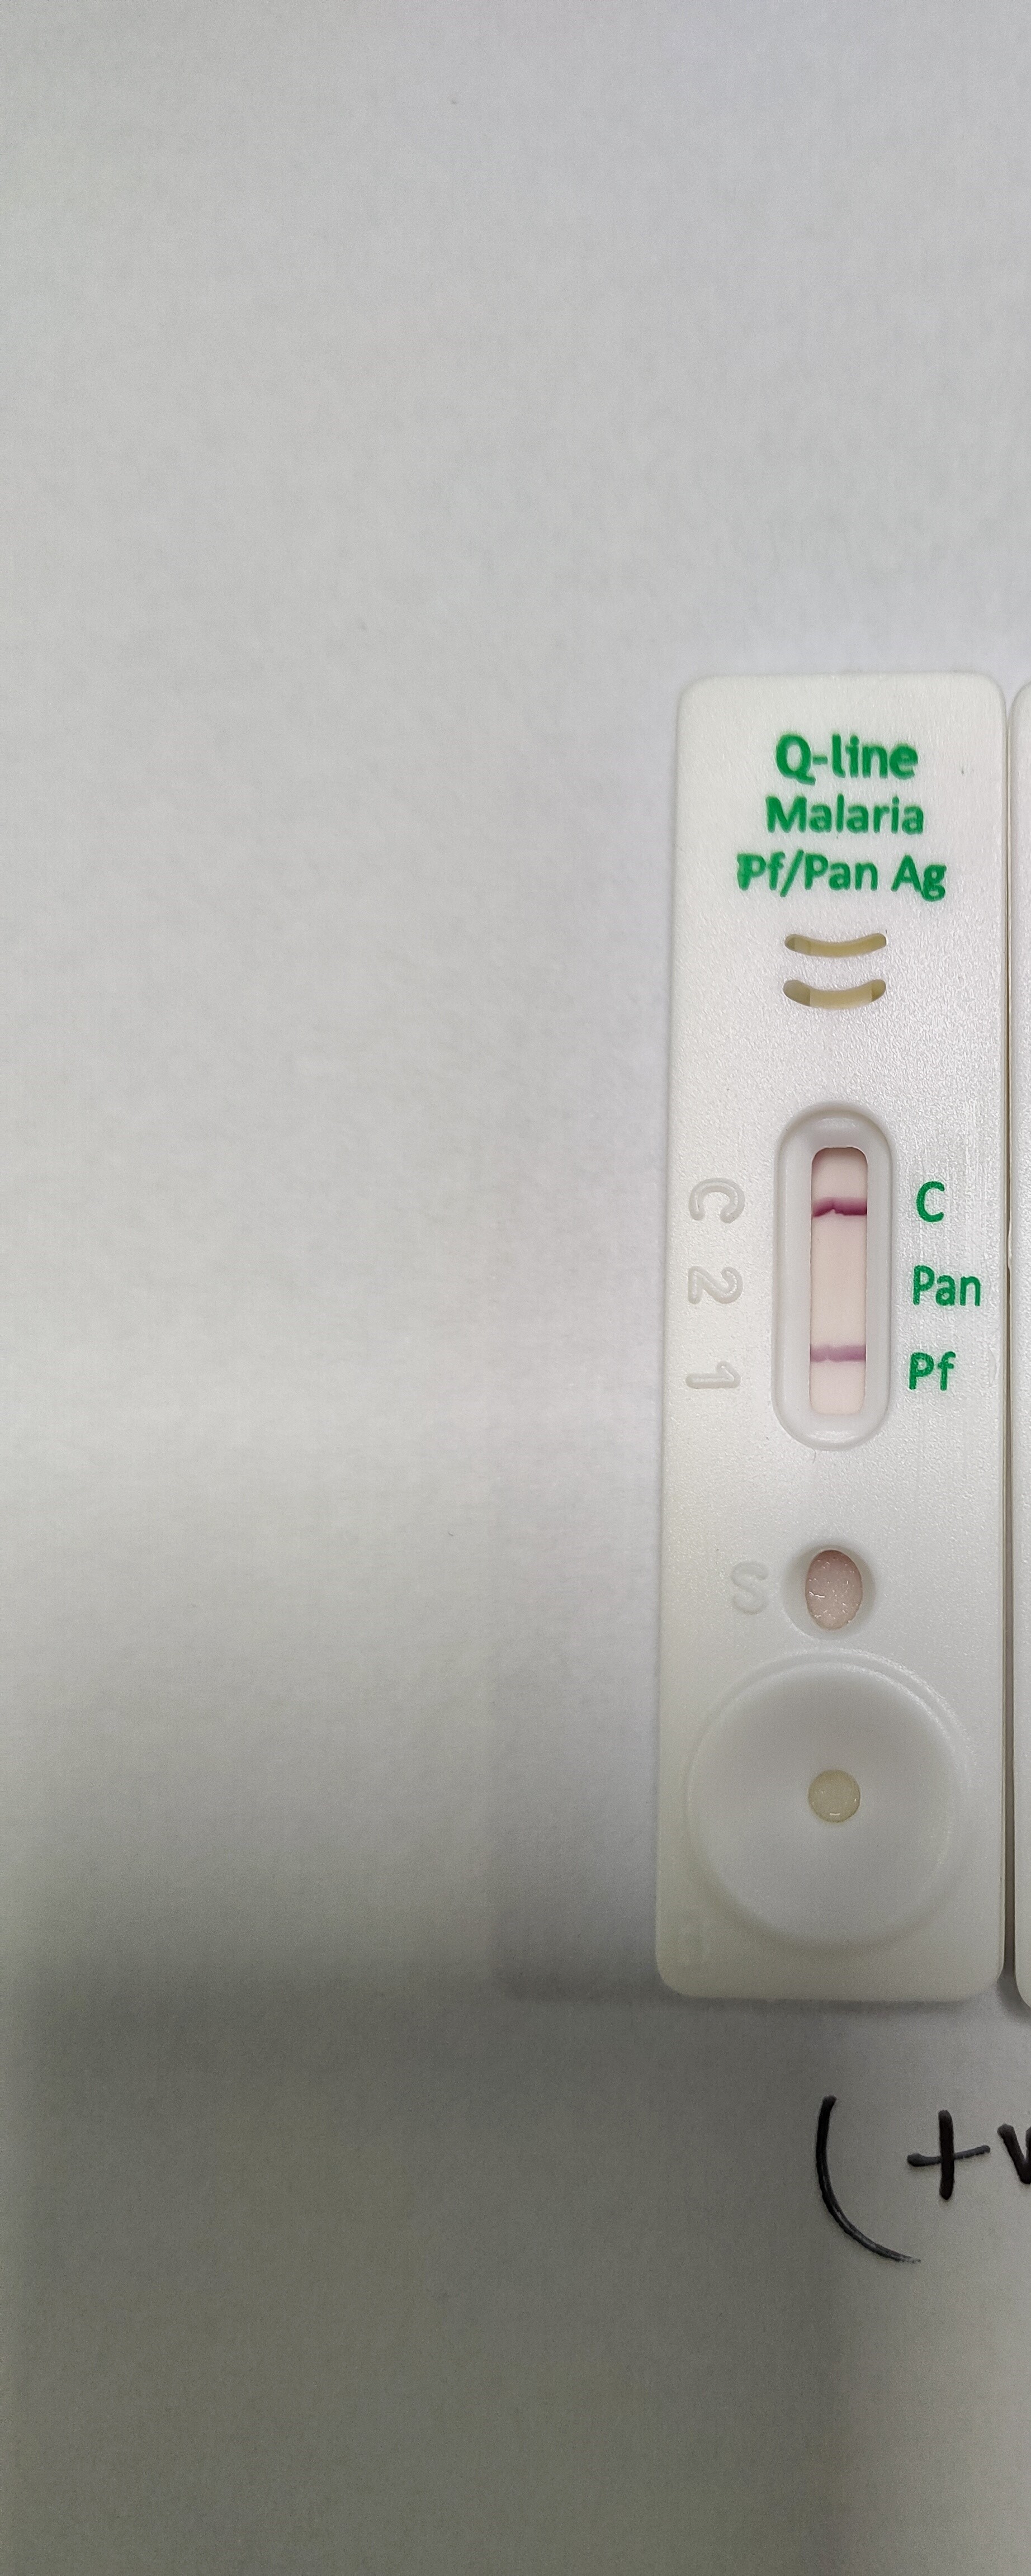 Q-line
Malaria
Pf/Pan Ag
C C
2 Pan
1 Pf
S
(+v